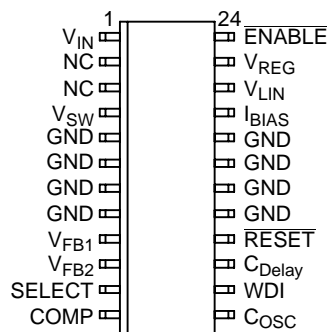 1 24
V_IN ENABLE
NC V_REG
NC V_LIN
V_SW I_BIAS
GND GND
GND GND
GND GND
GND GND
V_FB1 RESET
V_FB2 C_Delay
SELECT WDI
COMP C_OSC